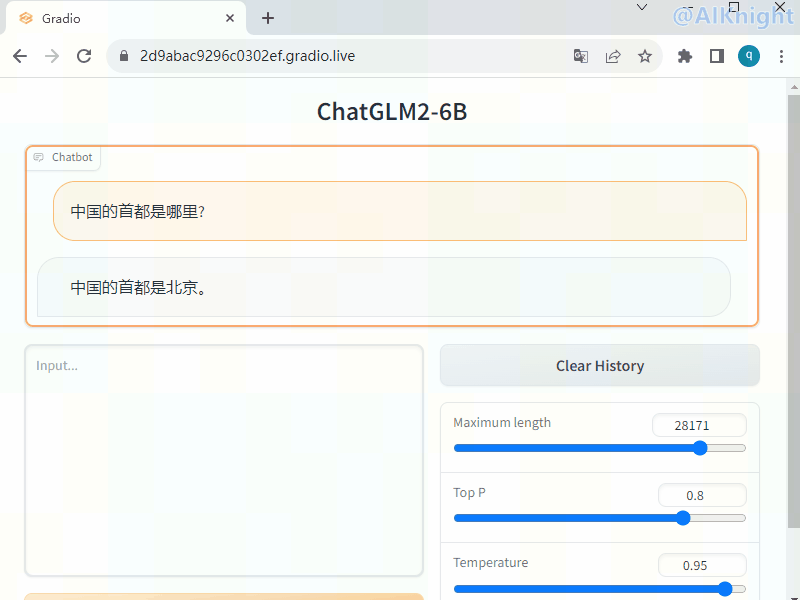 Gradio
@AIKnight
2d9abac9296c0302ef.gradio.live
q
ChatGLM2-6B
Chatbot
中国的首都是哪里?
中国的首都是北京。
Input...
Clear History
Maximum length
28171
Top P
0.8
Temperature
0.95